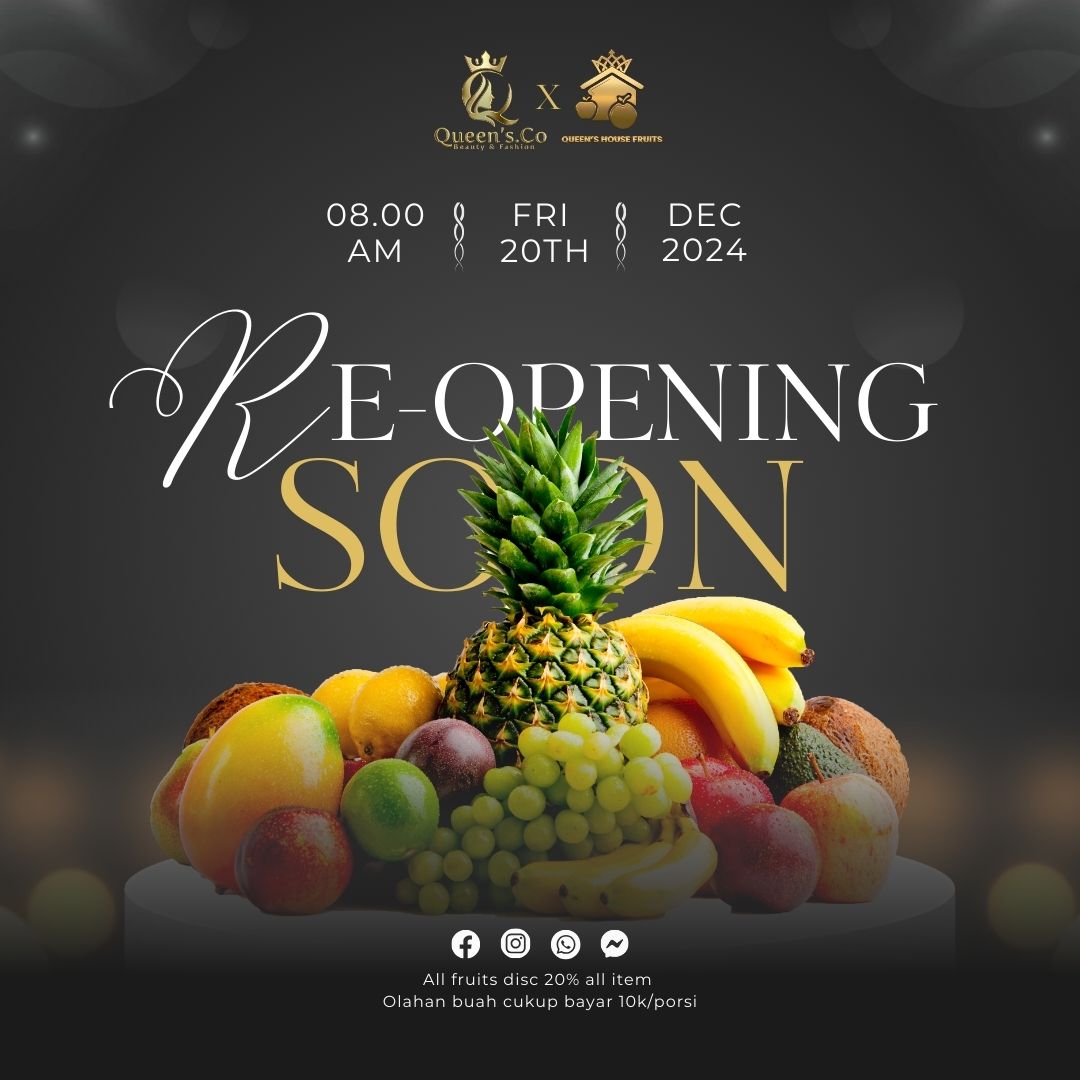 Queen's.Co
Beauty & Fashion
X
QUEEN'S HOUSE FRUITS
08.00 AM
FRI 20TH
DEC 2024
RE-OPENING
SOON
All fruits disc 20% all item
Olahan buah cukup bayar 10k/porsi